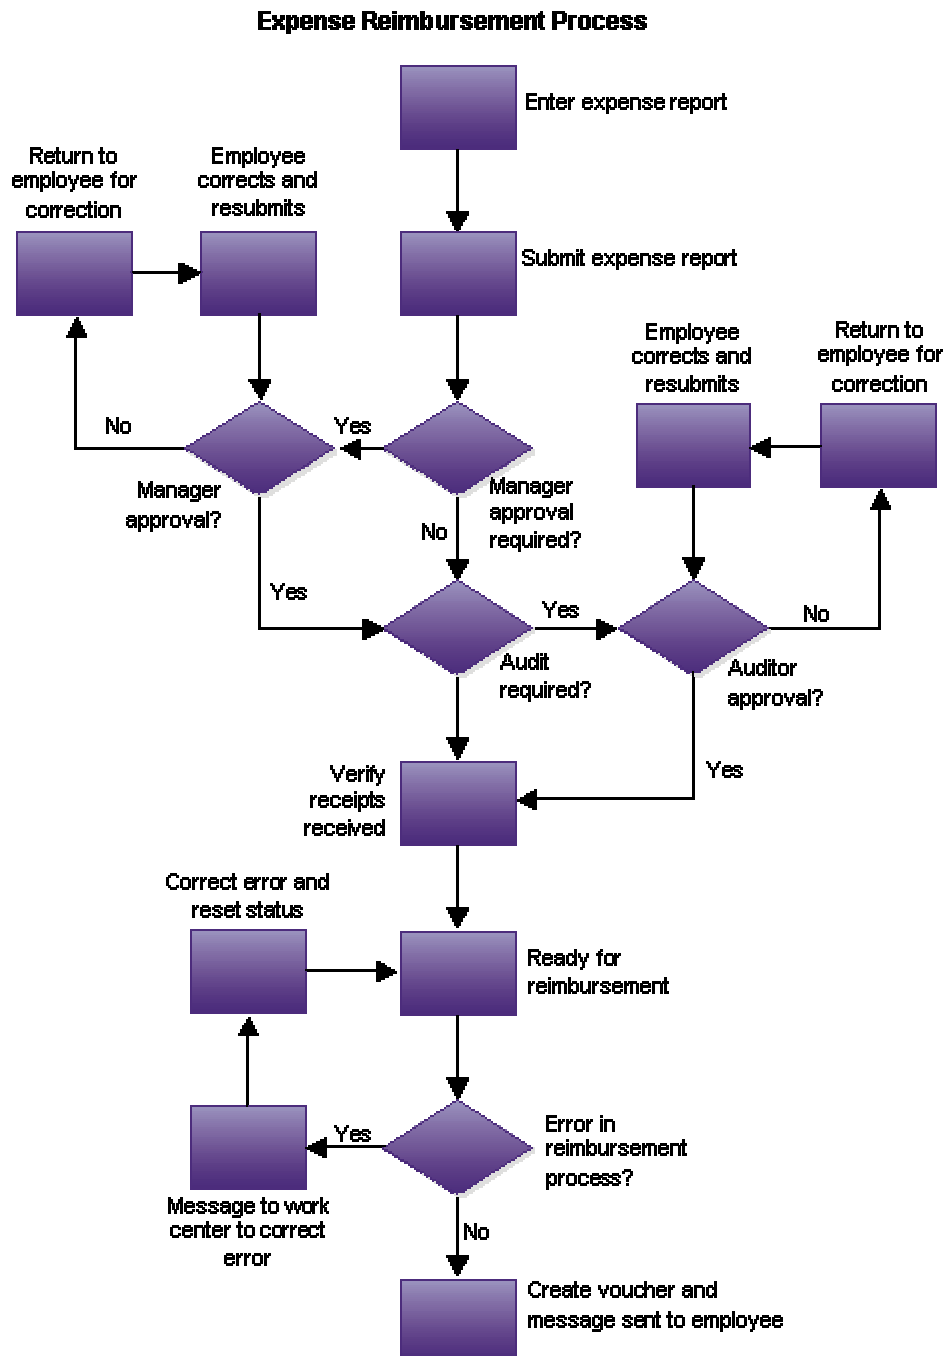 Expense Reimbursement Process
Enter expense report
Return to
employee for
correction
Employee
corrects and
resubmits
Submit expense report
Employee
corrects and
resubmits
Return to
employee for
correction
No
Yes
Manager
approval?
Manager
approval
required?
No
Yes
Yes
No
Audit
required?
Auditor
approval?
Yes
Verify
receipts
received
Correct error and
reset status
Ready for
reimbursement
Yes
Error in
reimbursement
process?
Message to work
center to correct
error
No
Create voucher and
message sent to employee